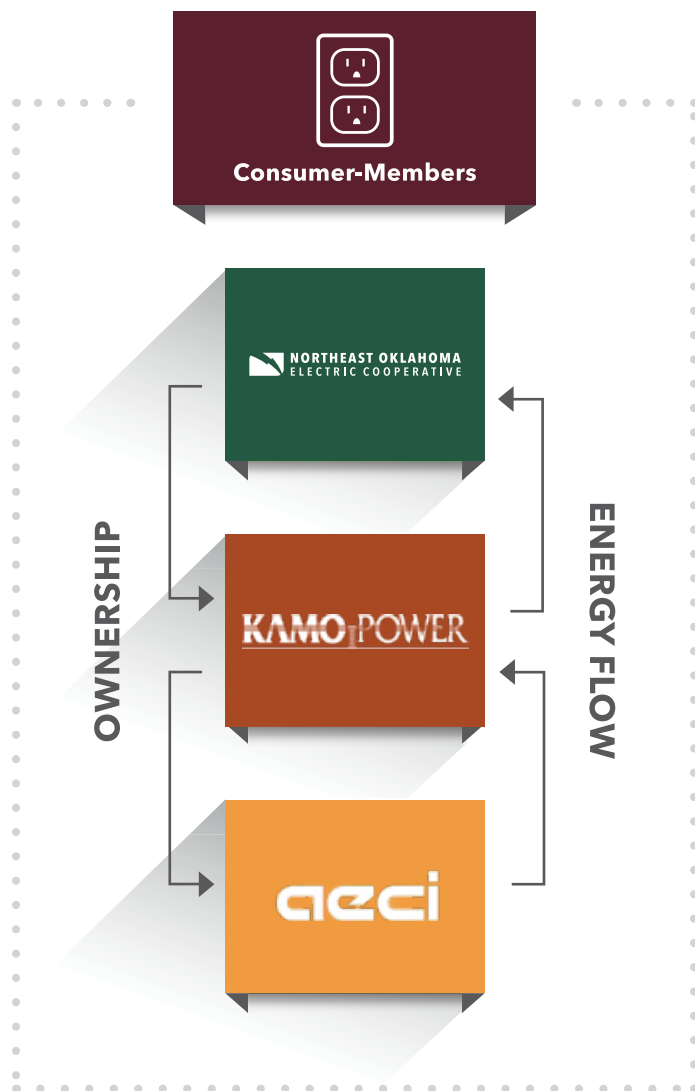 Consumer-Members
NORTHEAST OKLAHOMA
ELECTRIC COOPERATIVE
OWNERSHIP
ENERGY FLOW
KAMO POWER
aeci